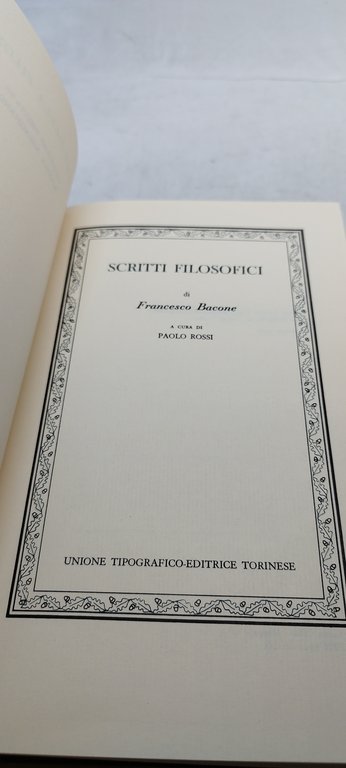 SCRITTI FILOSOFICI
di
Francesco Bacone
A CURA DI
PAOLO ROSSI
UNIONE TIPOGRAFICO-EDITRICE TORINESE